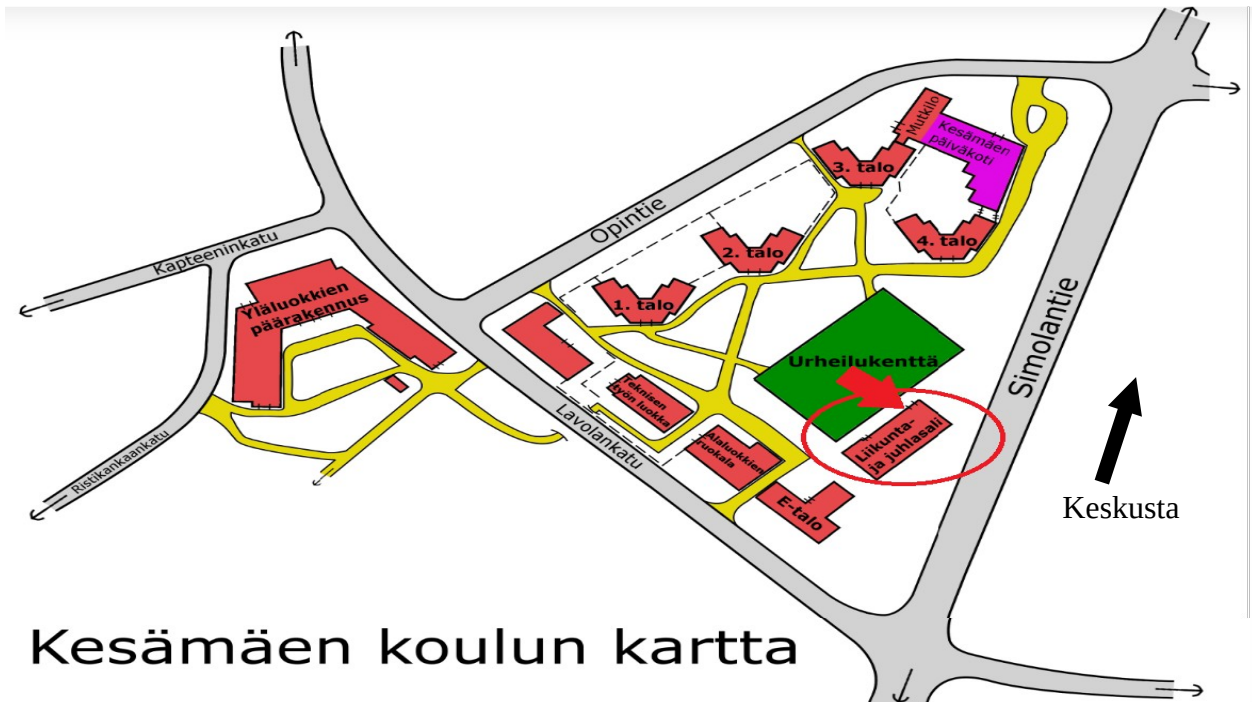 Mutkilo
Kesämäen
päiväkoti
3. talo
Opintie
2. talo
4. talo
Kapteeninkatu
Yläluokkien
päärakennus
1. talo
Simolantie
Urheilukenttä
Teknisen
työn luokka
Lavolankatu
Liikunta-
ja juhlasali
Alaluokkien
ruokala
Ristikankaankatu
E-talo
Keskusta
Kesämäen koulun kartta